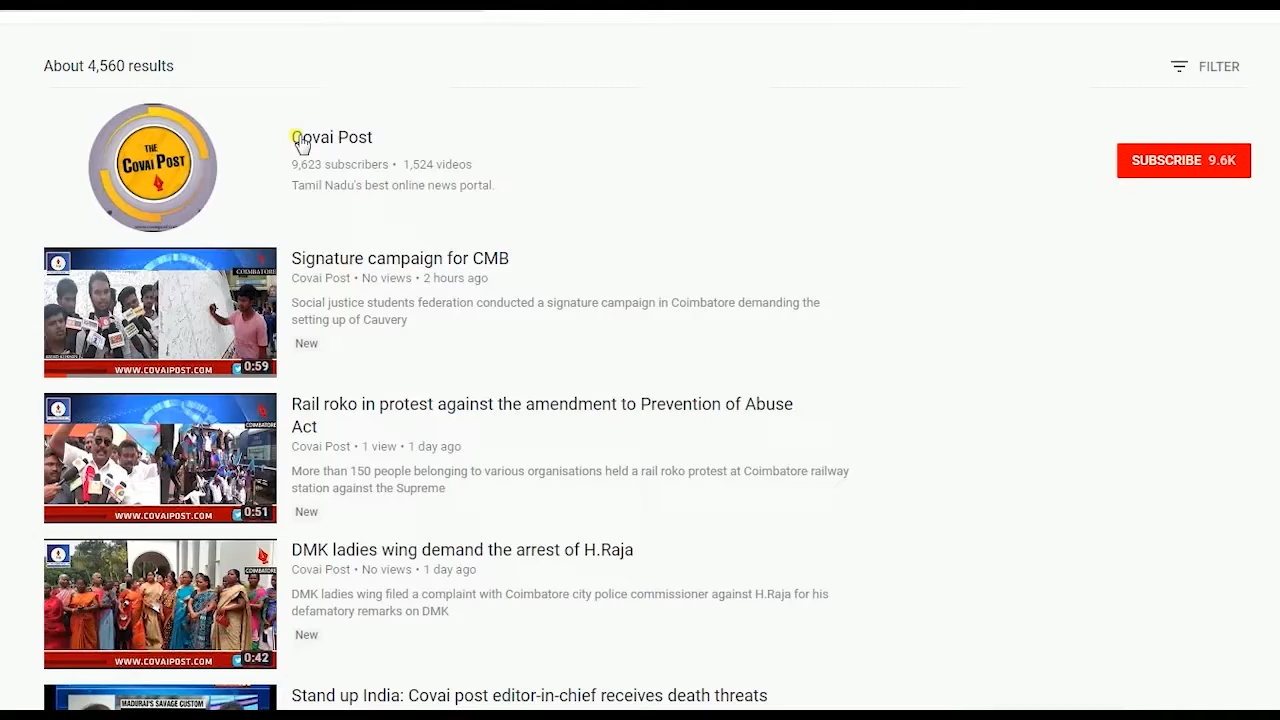 About 4,560 results
FILTER
THE
COVAI POST
Covai Post
9,623 subscribers • 1,524 videos
Tamil Nadu's best online news portal.
SUBSCRIBE 9.6K
Signature campaign for CMB
Covai Post • No views • 2 hours ago
Social justice students federation conducted a signature campaign in Coimbatore demanding the
setting up of Cauvery
New
COIMBATORE
WWW.COVAIPOST.COM
0:59
Rail roko in protest against the amendment to Prevention of Abuse
Act
Covai Post • 1 view • 1 day ago
More than 150 people belonging to various organisations held a rail roko protest at Coimbatore railway
station against the Supreme
New
COIMBATORE
WWW.COVAIPOST.COM
0:51
DMK ladies wing demand the arrest of H.Raja
Covai Post • No views • 1 day ago
DMK ladies wing filed a complaint with Coimbatore city police commissioner against H.Raja for his
defamatory remarks on DMK
New
COIMBATORE
WWW.COVAIPOST.COM
0:42
Stand up India: Covai post editor-in-chief receives death threats
MADURAI'S SAVAGE CUSTOM